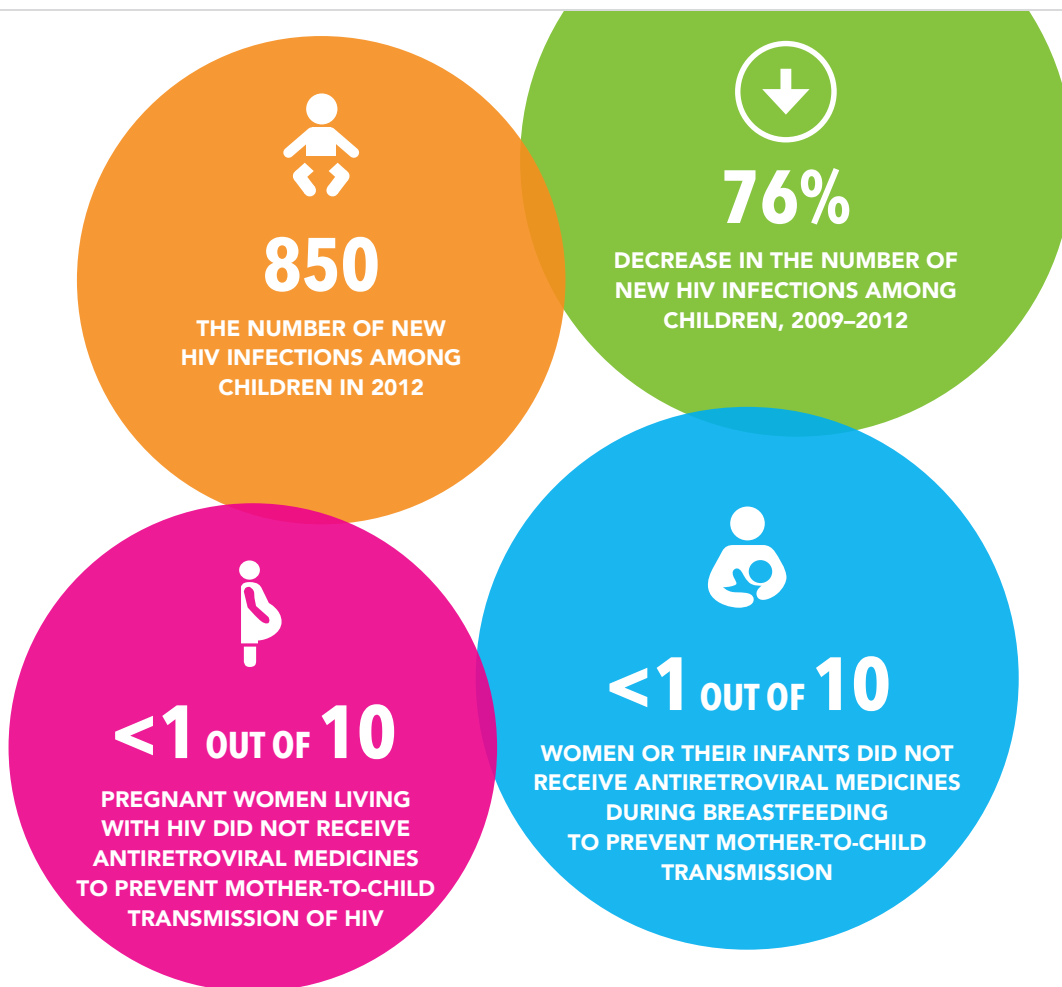 850
THE NUMBER OF NEW
HIV INFECTIONS AMONG
CHILDREN IN 2012
76%
DECREASE IN THE NUMBER OF
NEW HIV INFECTIONS AMONG
CHILDREN, 2009–2012
<1 OUT OF 10
PREGNANT WOMEN LIVING
WITH HIV DID NOT RECEIVE
ANTIRETROVIRAL MEDICINES
TO PREVENT MOTHER-TO-CHILD
TRANSMISSION OF HIV
<1 OUT OF 10
WOMEN OR THEIR INFANTS DID NOT
RECEIVE ANTIRETROVIRAL MEDICINES
DURING BREASTFEEDING
TO PREVENT MOTHER-TO-CHILD
TRANSMISSION